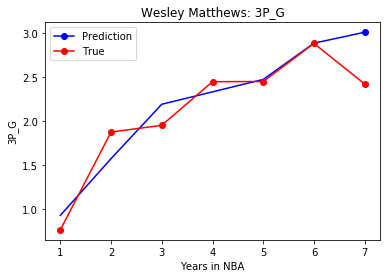 Wesley Matthews: 3P_G
Prediction
True
3P_G
3.0
2.5
2.0
1.5
1.0
1 2 3 4 5 6 7
Years in NBA